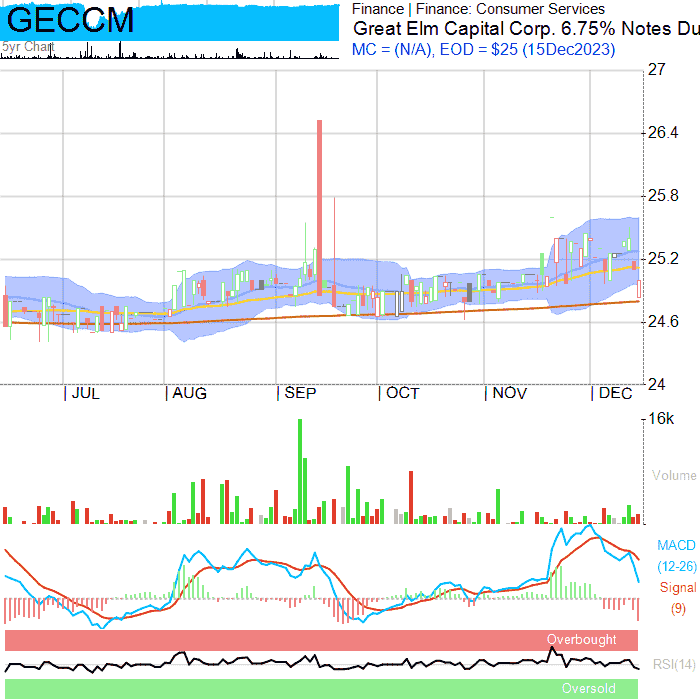 GECCM
Finance | Finance: Consumer Services
Great Elm Capital Corp. 6.75% Notes Du
5yr Chart
MC = (N/A), EOD = $25 (15Dec2023)
27
26.4
25.8
25.2
24.6
24
JUL
AUG
SEP
OCT
NOV
DEC
16k
Volume
MACD
(12-26)
Signal
(9)
Overbought
RSI(14)
Oversold